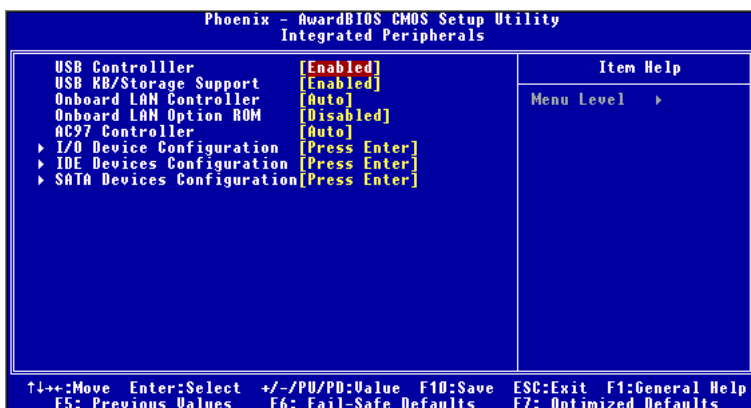 Phoenix - AwardBIOS CMOS Setup Utility
Integrated Peripherals
USB Controlller [Enabled]
USB KB/Storage Support [Enabled]
Onboard LAN Controller [Auto]
Onboard LAN Option ROM [Disabled]
AC97 Controller [Auto]
▸ I/O Device Configuration [Press Enter]
▸ IDE Devices Configuration [Press Enter]
▸ SATA Devices Configuration[Press Enter]
Item Help
Menu Level ▸
↑↓→←:Move Enter:Select +/-/PU/PD:Value F10:Save ESC:Exit F1:General Help
F5: Previous Values F6: Fail-Safe Defaults F7: Optimized Defaults